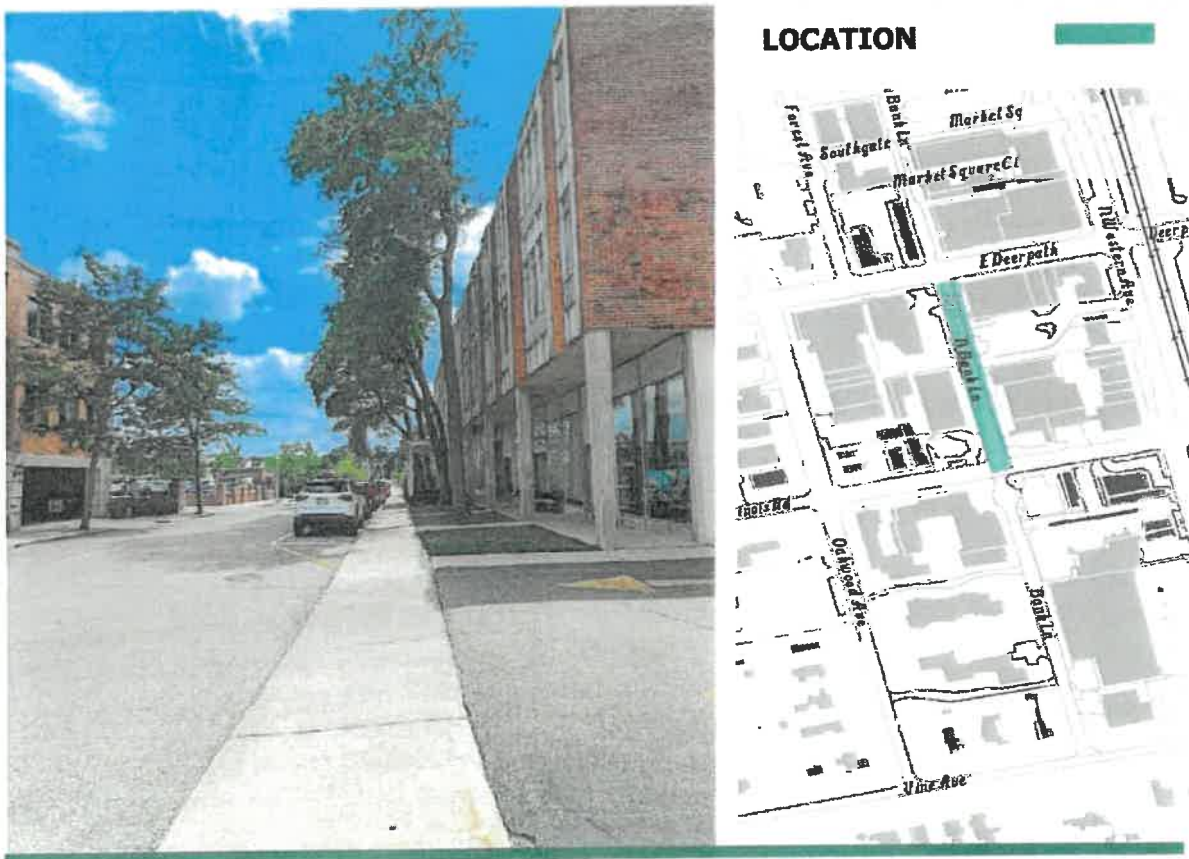 LOCATION
Forest Ave
Bank Ln
Market Sq
Southgate
Market Square Ct
N Western Ave
E Deerpath
N Bank Ln
Oakwood Ave
Bank Ln
Vine Ave